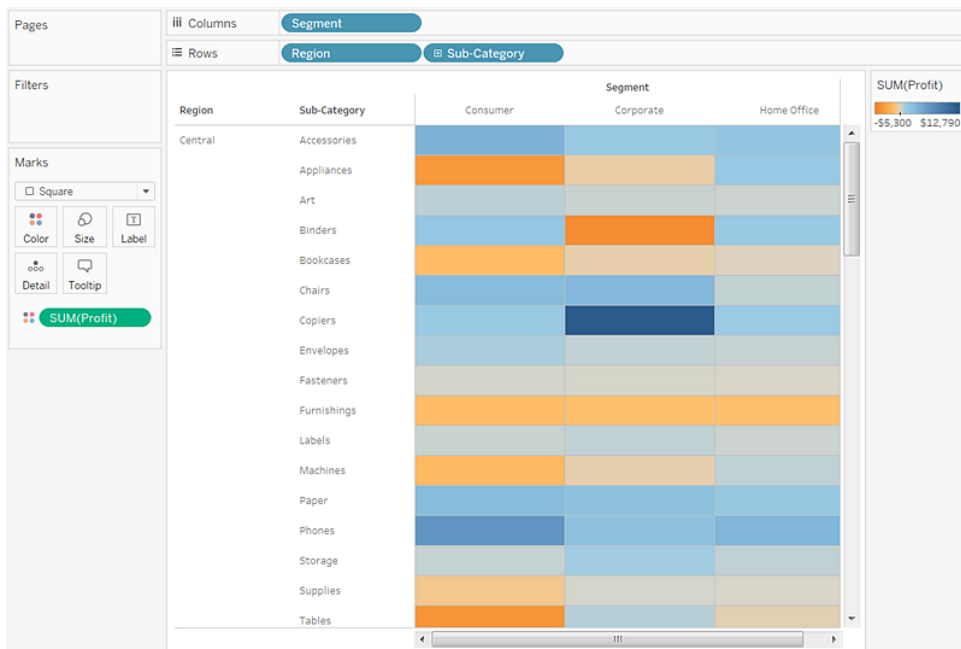 Pages
Columns
Segment
Rows
Region
Sub-Category
Filters
Marks
Square
Color
Size
Label
Detail
Tooltip
SUM(Profit)
Segment
Region
Sub-Category
Consumer
Corporate
Home Office
Central
Accessories
Appliances
Art
Binders
Bookcases
Chairs
Copiers
Envelopes
Fasteners
Furnishings
Labels
Machines
Paper
Phones
Storage
Supplies
Tables
SUM(Profit)
-$5,300 $12,790